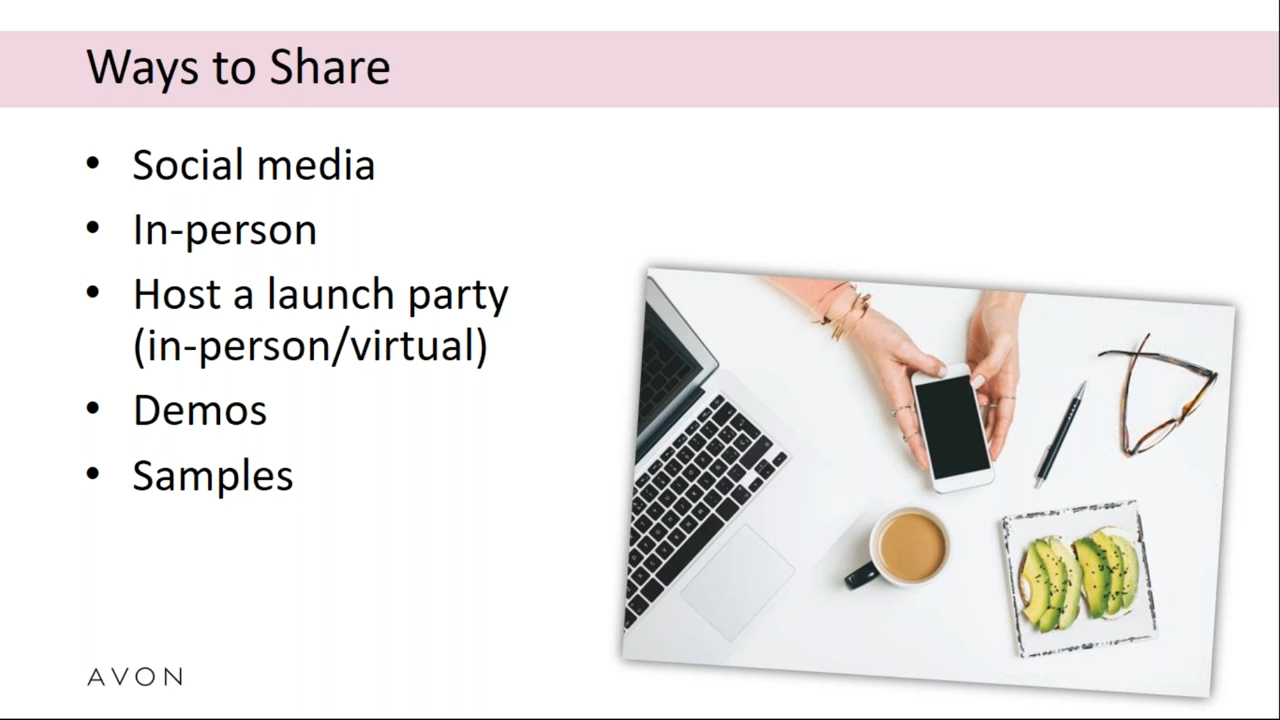 Ways to Share
• Social media
• In-person
• Host a launch party
(in-person/virtual)
• Demos
• Samples
AVON